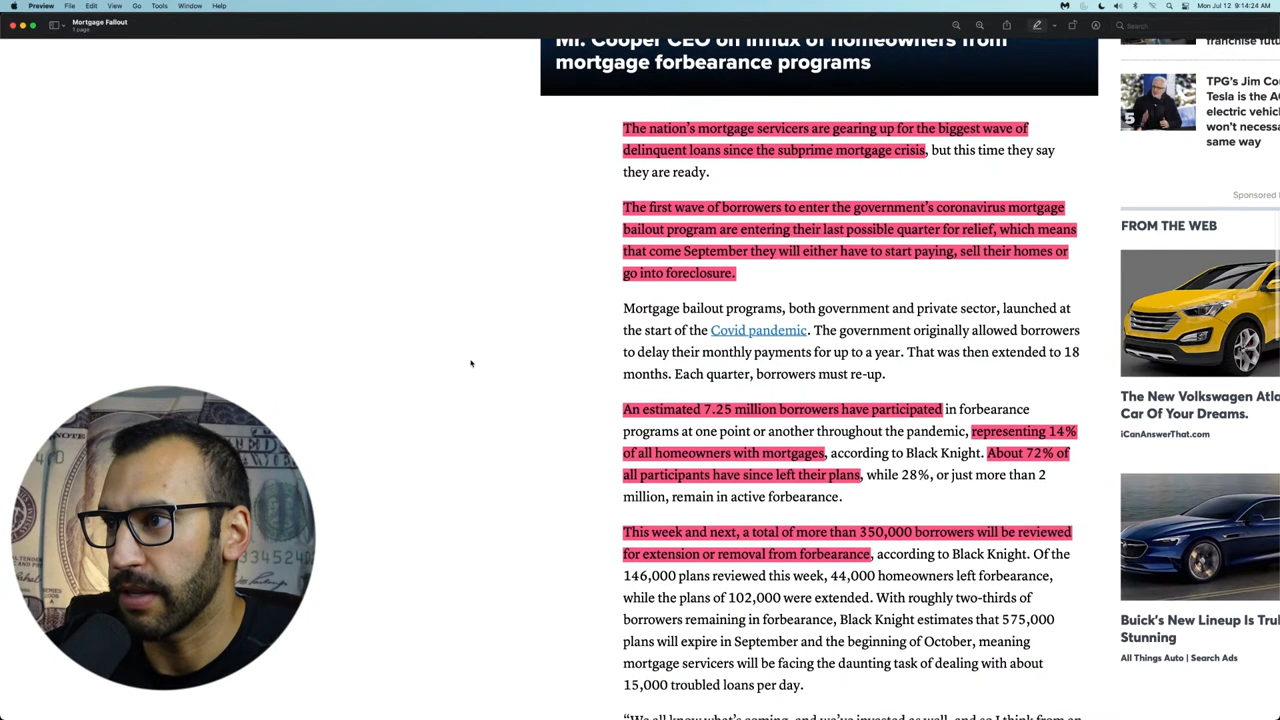 Preview File Edit View Go Tools Window Help
Mon Jul 12 9:14:24 AM
Mortgage Fallout
1 page
Search
Mr. Cooper CEO on influx of homeowners from
mortgage forbearance programs
The nation's mortgage servicers are gearing up for the biggest wave of
delinquent loans since the subprime mortgage crisis, but this time they say
they are ready.
The first wave of borrowers to enter the government's coronavirus mortgage
bailout program are entering their last possible quarter for relief, which means
that come September they will either have to start paying, sell their homes or
go into foreclosure.
Mortgage bailout programs, both government and private sector, launched at
the start of the Covid pandemic. The government originally allowed borrowers
to delay their monthly payments for up to a year. That was then extended to 18
months. Each quarter, borrowers must re-up.
An estimated 7.25 million borrowers have participated in forbearance
programs at one point or another throughout the pandemic, representing 14%
of all homeowners with mortgages, according to Black Knight. About 72% of
all participants have since left their plans, while 28%, or just more than 2
million, remain in active forbearance.
This week and next, a total of more than 350,000 borrowers will be reviewed
for extension or removal from forbearance, according to Black Knight. Of the
146,000 plans reviewed this week, 44,000 homeowners left forbearance,
while the plans of 102,000 were extended. With roughly two-thirds of
borrowers remaining in forbearance, Black Knight estimates that 575,000
plans will expire in September and the beginning of October, meaning
mortgage servicers will be facing the daunting task of dealing with about
15,000 troubled loans per day.
"We all know what's coming, and we've invested as well, and so I think from an
franchise futu
5
TPG's Jim Co
Tesla is the A
electric vehic
won't necessa
same way
Sponsored
FROM THE WEB
The New Volkswagen Atla
Car Of Your Dreams.
iCanAnswerThat.com
Buick's New Lineup Is Trul
Stunning
All Things Auto | Search Ads
NOTE
334524